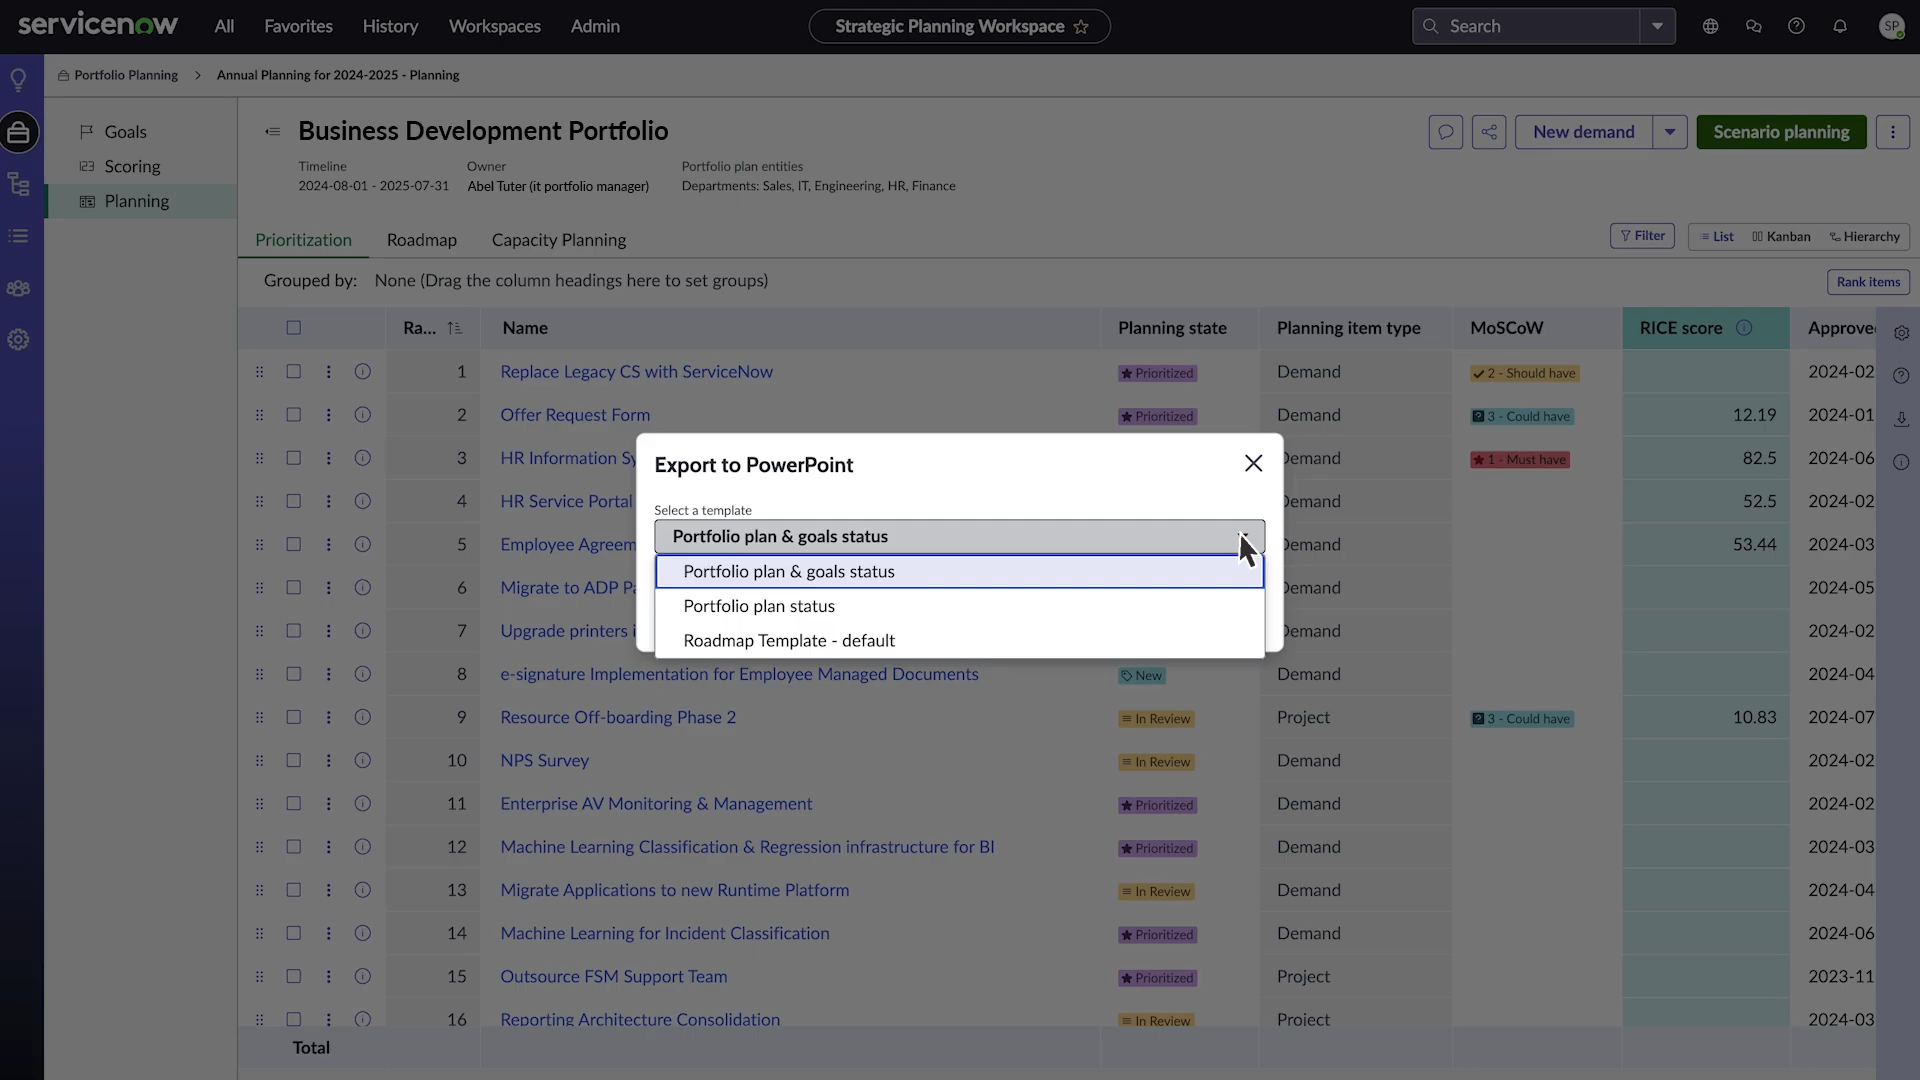 servicenow
All
Favorites
History
Workspaces
Admin
Strategic Planning Workspace
Search
SP
Portfolio Planning > Annual Planning for 2024-2025 - Planning
Goals
Scoring
Planning
Business Development Portfolio
New demand
Scenario planning
Timeline
2024-08-01 - 2025-07-31
Owner
Abel Tuter (it portfolio manager)
Portfolio plan entities
Departments: Sales, IT, Engineering, HR, Finance
Prioritization
Roadmap
Capacity Planning
Filter
List
Kanban
Hierarchy
Grouped by: None (Drag the column headings here to set groups)
Rank items
Ra... Name Planning state Planning item type MoSCoW RICE score Approve
1 Replace Legacy CS with ServiceNow Prioritized Demand 2 - Should have 2024-02
2 Offer Request Form Prioritized Demand 3 - Could have 12.19 2024-01
3 HR Information Sy Demand 1 - Must have 82.5 2024-06
4 HR Service Portal Demand 52.5 2024-02
5 Employee Agreem Demand 53.44 2024-03
6 Migrate to ADP Pa Demand 2024-05
7 Upgrade printers i Demand 2024-02
8 e-signature Implementation for Employee Managed Documents New Demand 2024-04
9 Resource Off-boarding Phase 2 In Review Project 3 - Could have 10.83 2024-07
10 NPS Survey In Review Demand 2024-02
11 Enterprise AV Monitoring & Management Prioritized Demand 2024-02
12 Machine Learning Classification & Regression infrastructure for BI Prioritized Demand 2024-03
13 Migrate Applications to new Runtime Platform In Review Demand 2024-04
14 Machine Learning for Incident Classification Prioritized Demand 2024-06
15 Outsource FSM Support Team Prioritized Project 2023-11
16 Reporting Architecture Consolidation In Review Project 2024-03
Total
Export to PowerPoint
Select a template
Portfolio plan & goals status
Portfolio plan & goals status
Portfolio plan status
Roadmap Template - default